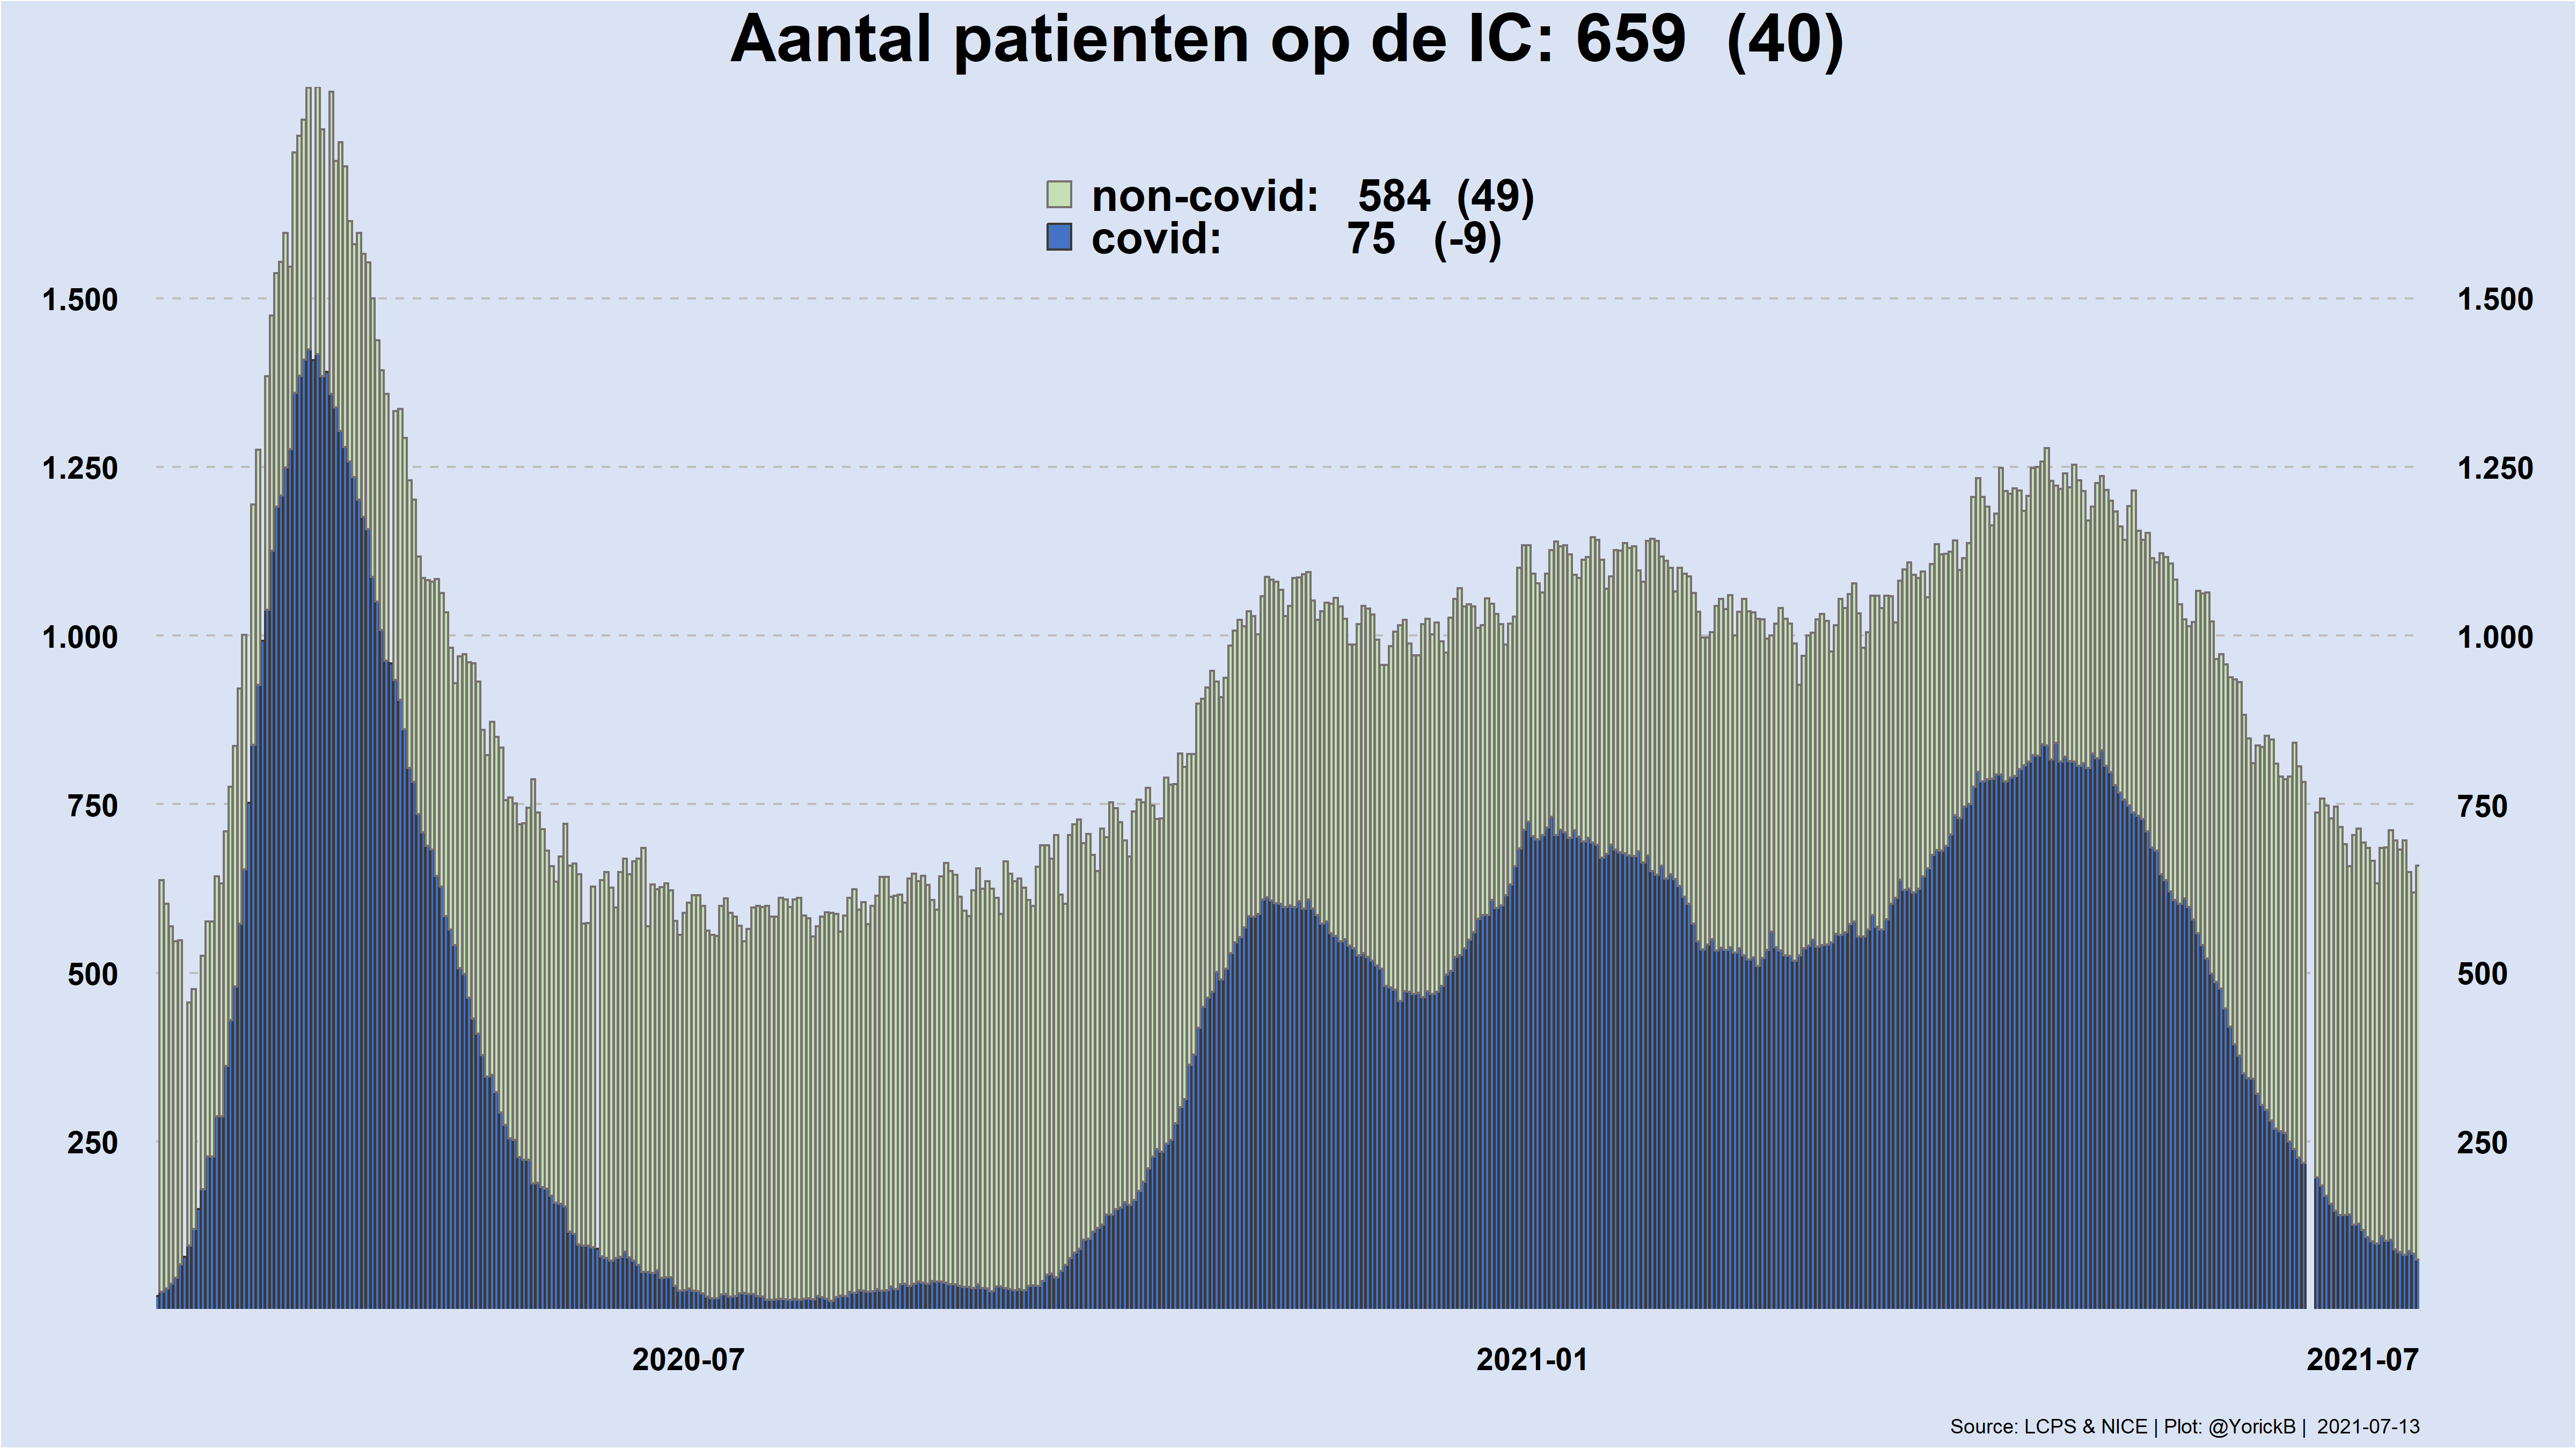 Aantal patienten op de IC: 659 (40)
non-covid: 584 (49)
covid: 75 (-9)
1.500 1.500
1.250 1.250
1.000 1.000
750 750
500 500
250 250
2020-07 2021-01 2021-07
Source: LCPS & NICE | Plot: @YorickB | 2021-07-13